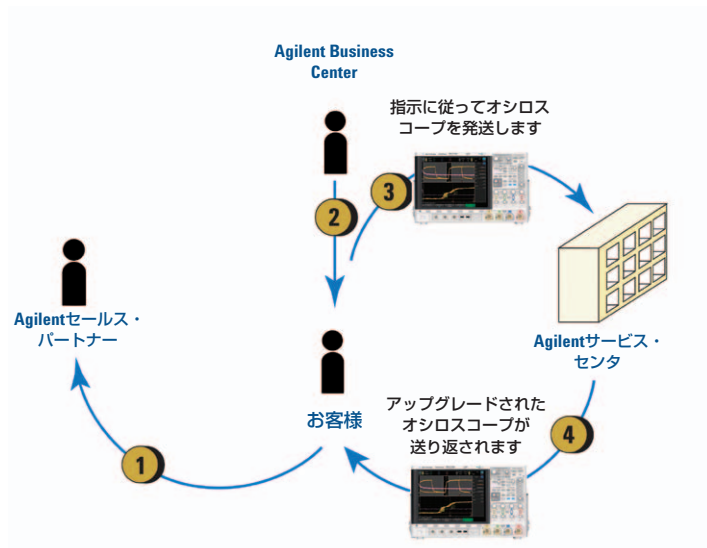 Agilent Business
Center
指示に従ってオシロス
コープを発送します
3
2
Agilentセールス・
パートナー
Agilentサービス・
センタ
お客様
アップグレードされた
オシロスコープが
送り返されます
4
1